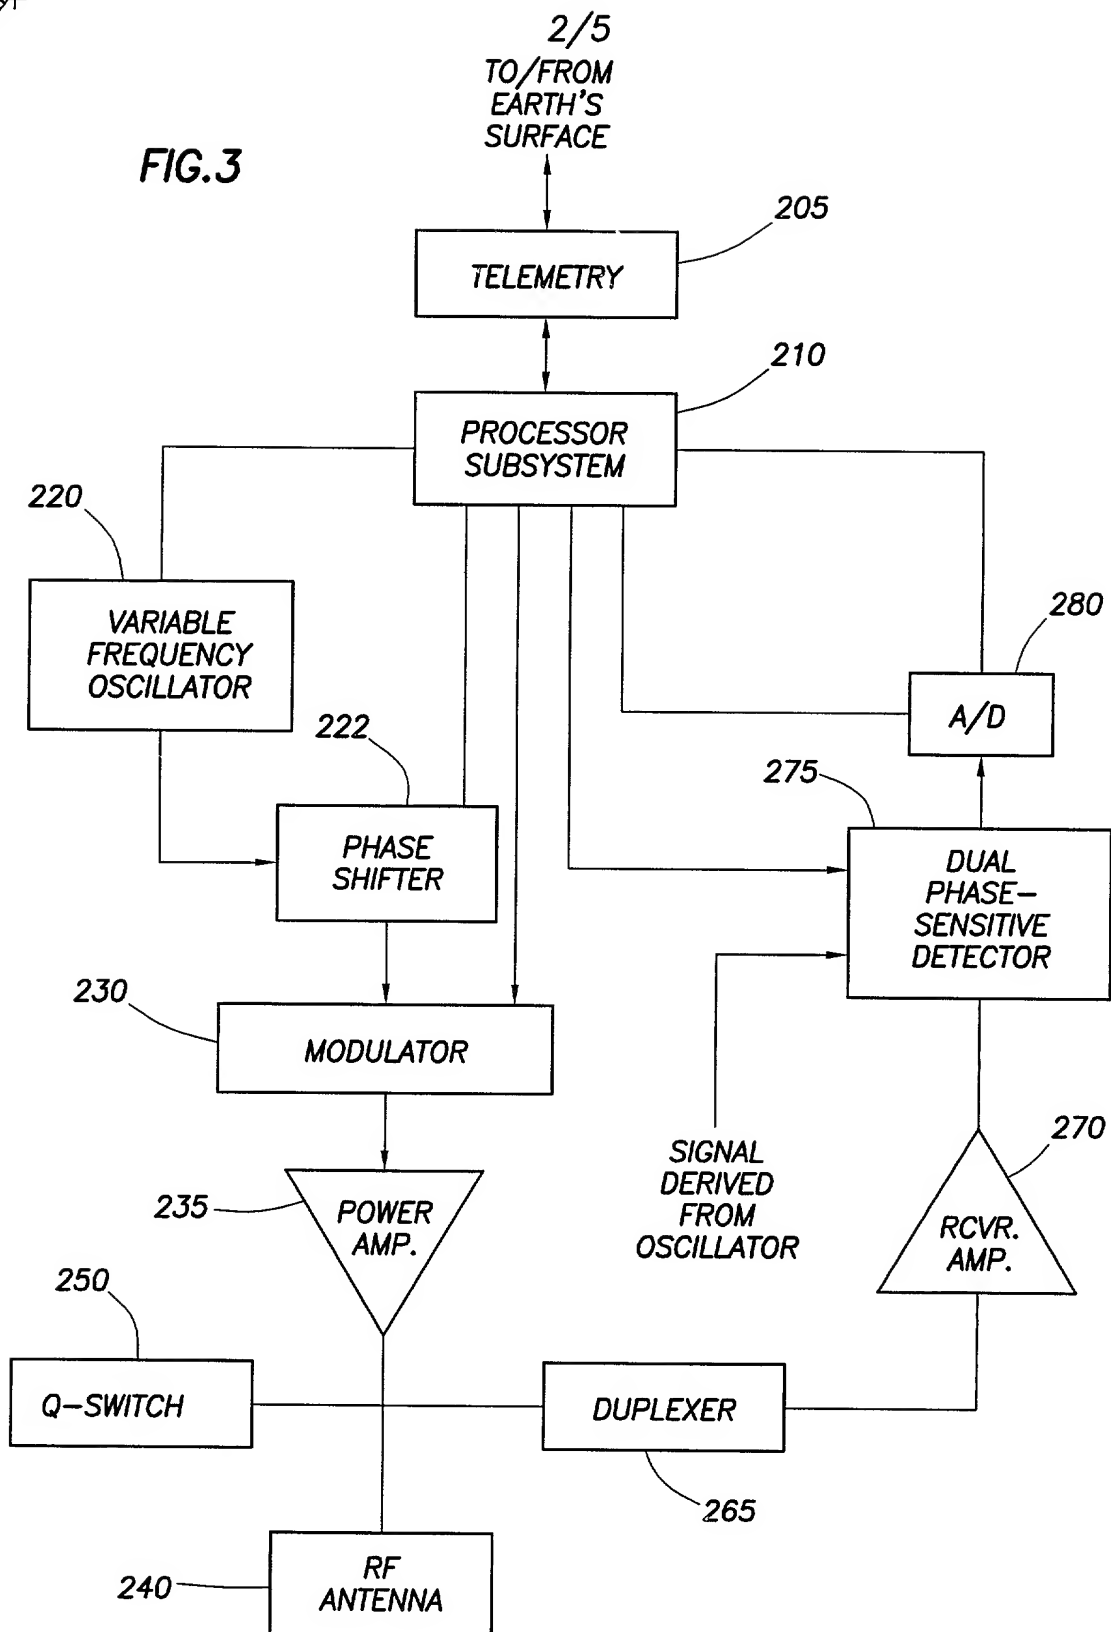 2/5
TO/FROM
EARTH'S
SURFACE
FIG.3
205
TELEMETRY
210
PROCESSOR
SUBSYSTEM
220
VARIABLE
FREQUENCY
OSCILLATOR
280
A/D
222
PHASE
SHIFTER
275
DUAL
PHASE-
SENSITIVE
DETECTOR
230
MODULATOR
270
RCVR.
AMP.
SIGNAL
DERIVED
FROM
OSCILLATOR
235
POWER
AMP.
250
Q-SWITCH
DUPLEXER
265
240
RF
ANTENNA